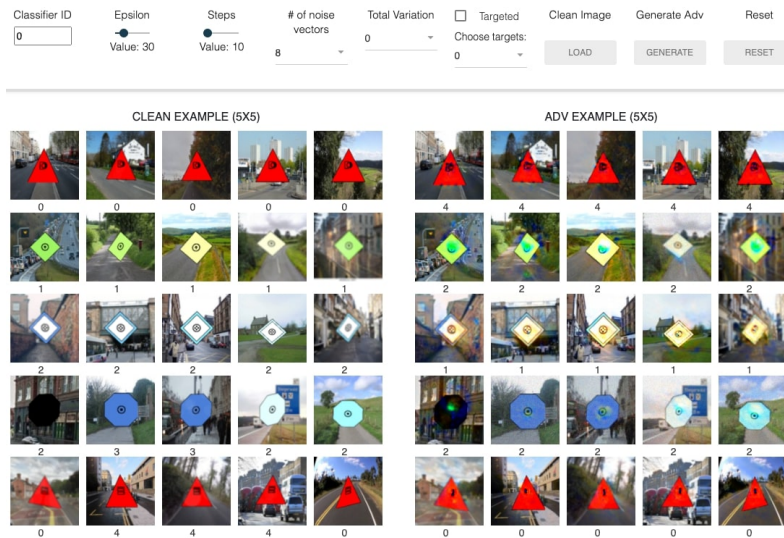 Classifier ID
0
Epsilon
Value: 30
Steps
Value: 10
# of noise
vectors
8
Total Variation
0
Targeted
Choose targets:
0
Clean Image
LOAD
Generate Adv
GENERATE
Reset
RESET
CLEAN EXAMPLE (5X5)
0 0 0 0 0
1 1 1 1 1
2 2 2 2 2
2 3 3 2 2
0 4 4 4 0
ADV EXAMPLE (5X5)
4 4 4 4 4
2 2 2 2 2
1 1 1 1 1
2 2 2 2 2
0 0 0 0 0